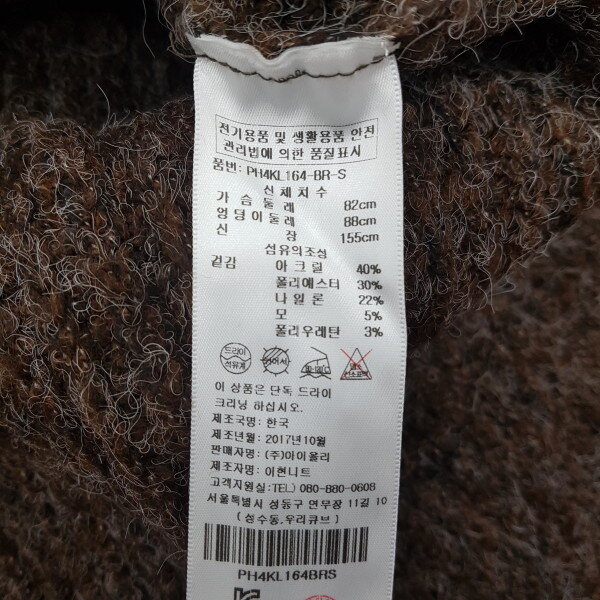 전기용품 및 생활용품 안전
관리법에 의한 품질표시
품번: PH4KL164-BR-S
신체치수
가슴둘레 82cm
엉덩이둘레 88cm
신장 155cm
섬유의조성
겉감 아크릴 40%
폴리에스터 30%
나일론 22%
모 5%
폴리우레탄 3%
드라이
석유계
이 상품은 단독 드라이
크리닝 하십시오.
제조국명: 한국
제조년월: 2017년10월
판매자명: (주)아이올리
제조자명: 이현니트
고객지원실:TEL) 080-880-0608
서울특별시 성동구 연무장 11길 10
(성수동,우리큐브)
PH4KL164BRS